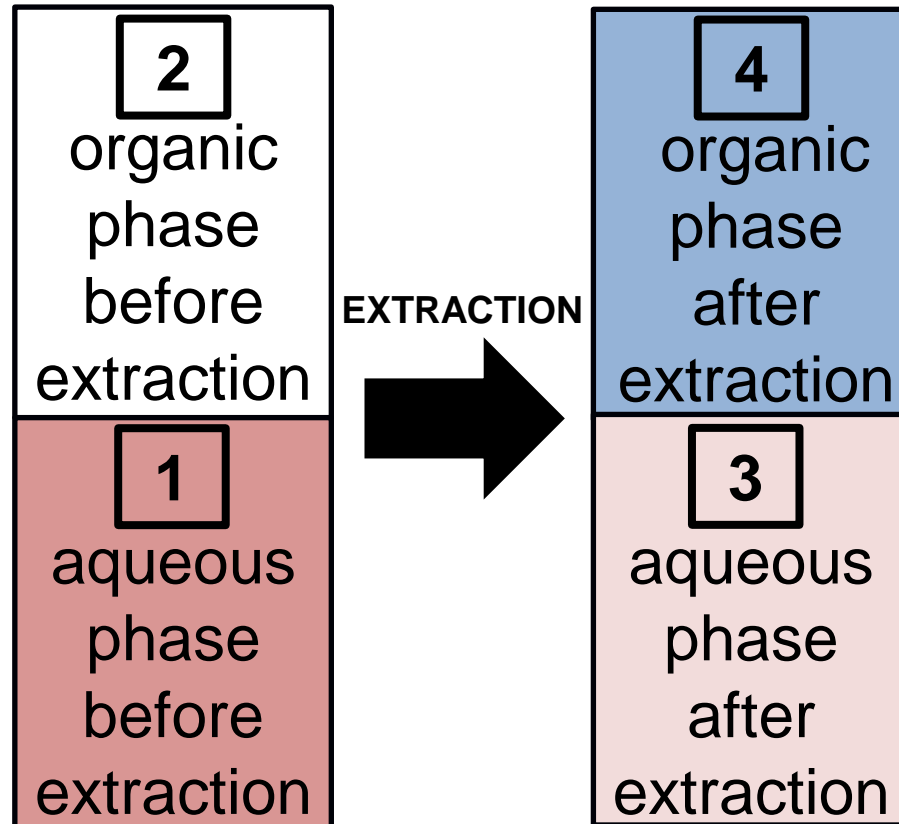 2
organic
phase
before
extraction
1
aqueous
phase
before
extraction
EXTRACTION
4
organic
phase
after
extraction
3
aqueous
phase
after
extraction